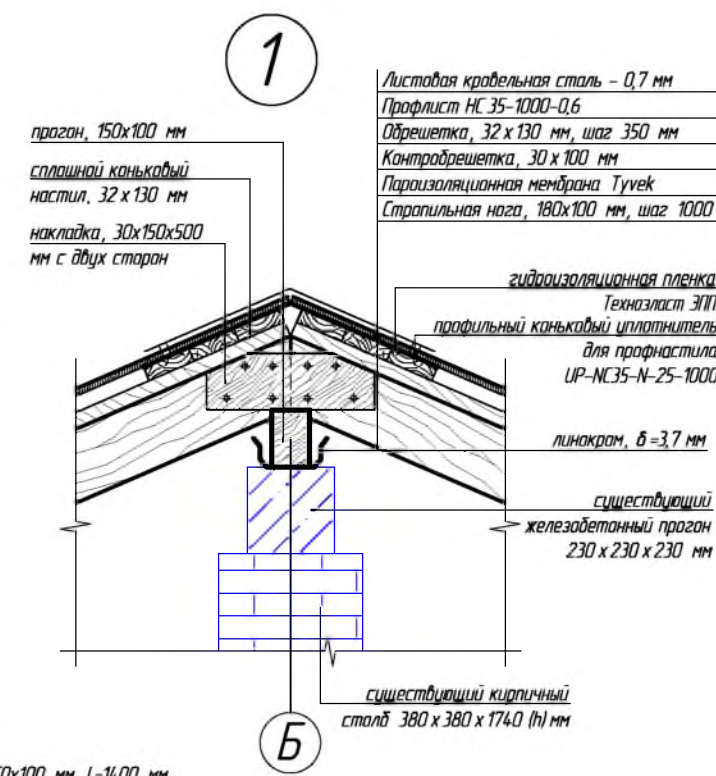 1
прогон, 150х100 мм
сплошной коньковый
настил, 32 х 130 мм
накладка, 30х150х500
мм с двух сторон
Листовая кровельная сталь - 0,7 мм
Профлист НС 35-1000-0,6
Обрешетка, 32 х 130 мм, шаг 350 мм
Контробрешетка, 30 х 100 мм
Пароизоляционная мембрана Tyvek
Стропильная нога, 180х100 мм, шаг 1000
гидроизоляционная пленка
Техноэласт ЭПП
профильный коньковый уплотнитель
для профнастила
UP-NC35-N-25-1000
линокром, δ =3,7 мм
существующий
железобетонный прогон
230 х 230 х 230 мм
существующий кирпичный
столб 380 х 380 х 1740 (h) мм
Б
0х100 мм, L=1400 мм